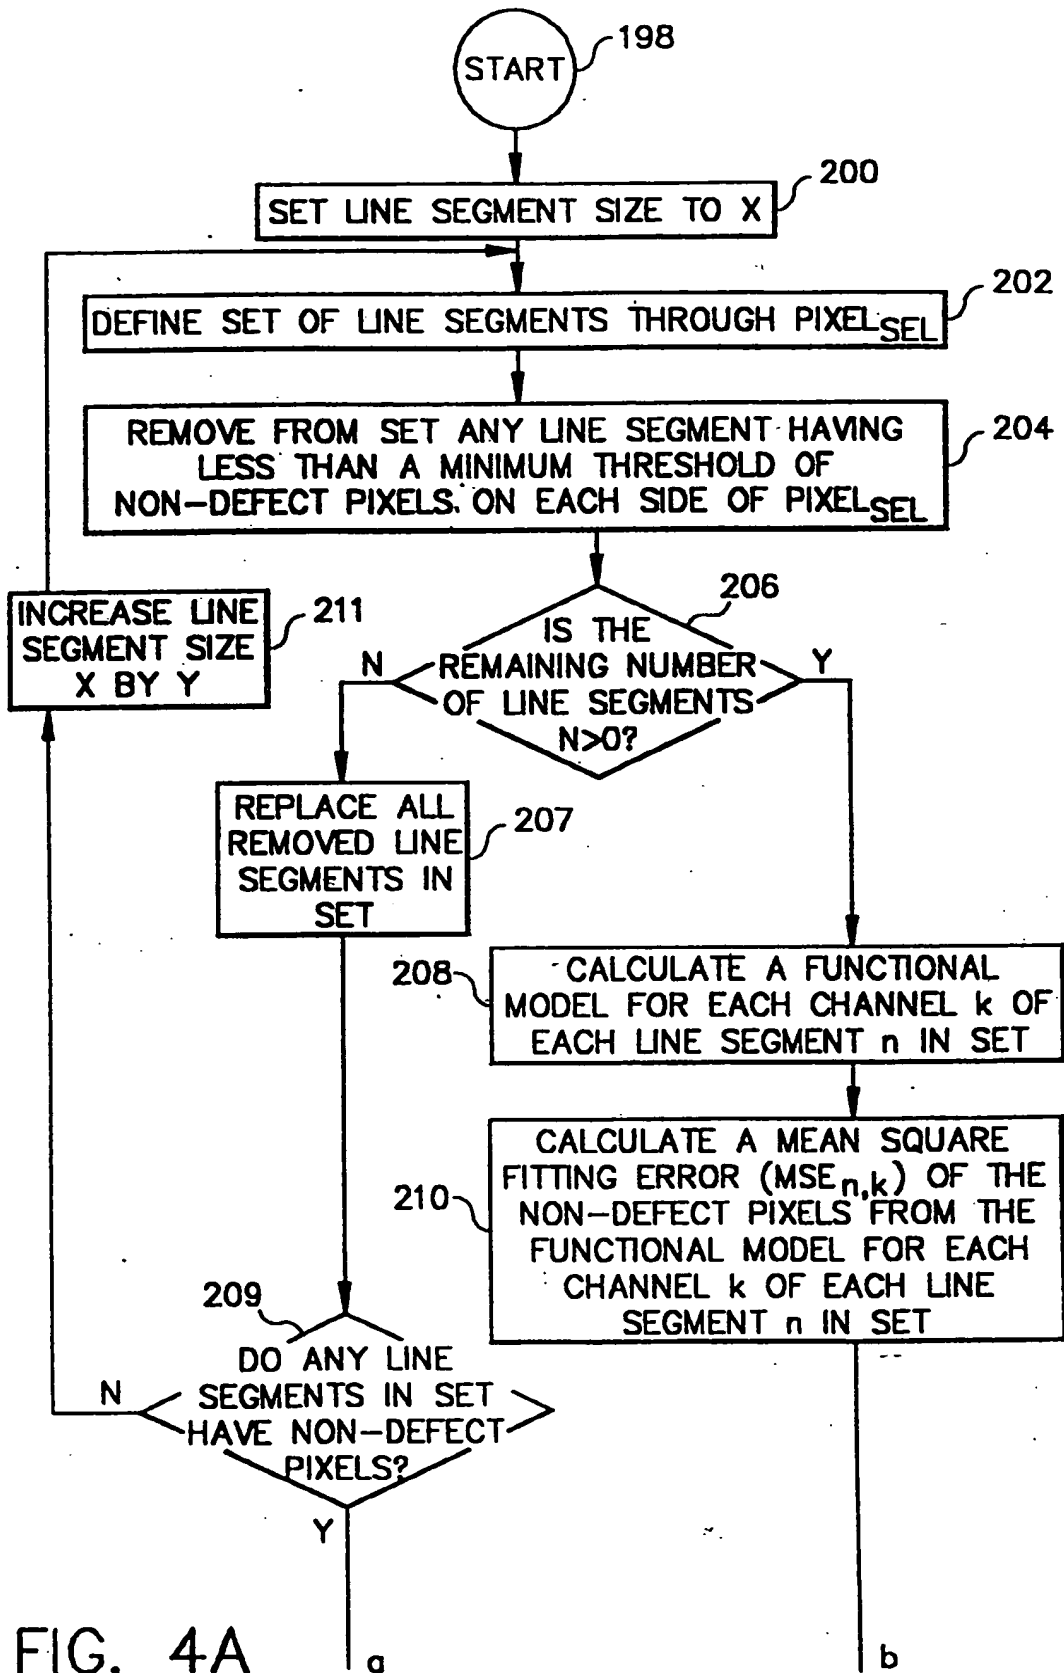 START
198
200
SET LINE SEGMENT SIZE TO X
202
DEFINE SET OF LINE SEGMENTS THROUGH PIXELSEL
204
REMOVE FROM SET ANY LINE SEGMENT HAVING
LESS THAN A MINIMUM THRESHOLD OF
NON-DEFECT PIXELS ON EACH SIDE OF PIXELSEL
206
IS THE
REMAINING NUMBER
OF LINE SEGMENTS
N>0?
N
Y
INCREASE LINE
SEGMENT SIZE
X BY Y
211
REPLACE ALL
REMOVED LINE
SEGMENTS IN
SET
207
208
CALCULATE A FUNCTIONAL
MODEL FOR EACH CHANNEL k OF
EACH LINE SEGMENT n IN SET
210
CALCULATE A MEAN SQUARE
FITTING ERROR (MSEn,k) OF THE
NON-DEFECT PIXELS FROM THE
FUNCTIONAL MODEL FOR EACH
CHANNEL k OF EACH LINE
SEGMENT n IN SET
209
DO ANY LINE
SEGMENTS IN SET
HAVE NON-DEFECT
PIXELS?
N
Y
FIG. 4A
a
b